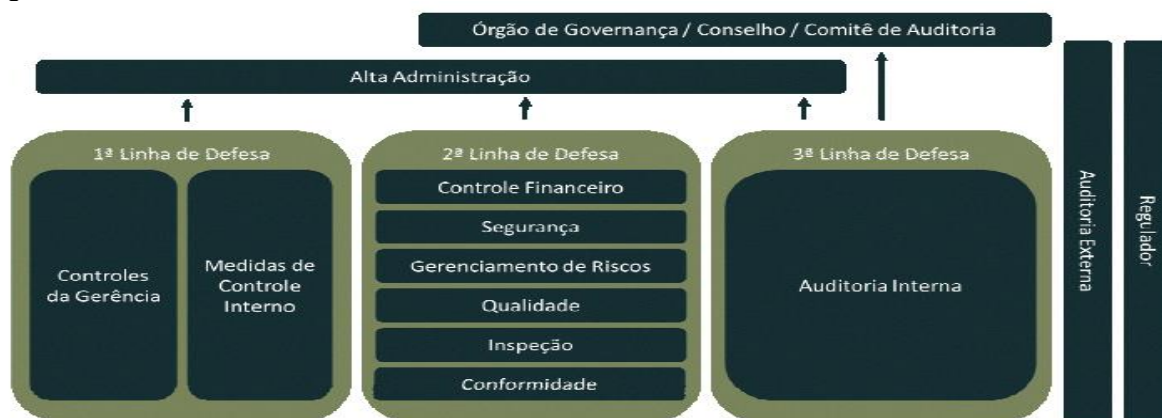 Órgão de Governança / Conselho / Comitê de Auditoria
Alta Administração
1ª Linha de Defesa
Controles
da Gerência
Medidas de
Controle
Interno
2ª Linha de Defesa
Controle Financeiro
Segurança
Gerenciamento de Riscos
Qualidade
Inspeção
Conformidade
3ª Linha de Defesa
Auditoria Interna
Auditoria Externa
Regulador